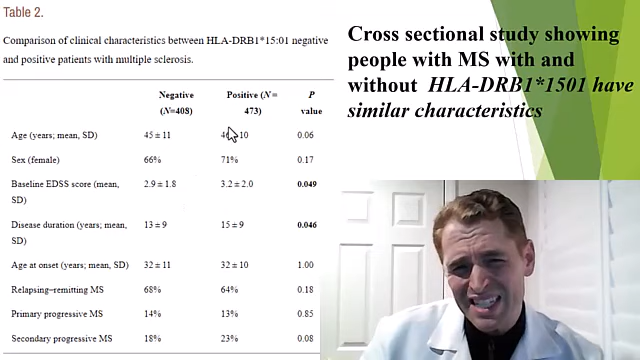 Table 2.
Comparison of clinical characteristics between HLA-DRB1*15:01 negative
and positive patients with multiple sclerosis.
Negative
(N=408)
Positive (N =
473)
P
value
Age (years; mean, SD) 45 ± 11 10 0.06
Sex (female) 66% 71% 0.17
Baseline EDSS score (mean,
SD) 2.9 ± 1.8 3.2 ± 2.0 0.049
Disease duration (years; mean,
SD) 13 ± 9 15 ± 9 0.046
Age at onset (years; mean, SD) 32 ± 11 32 ± 10 1.00
Relapsing–remitting MS 68% 64% 0.18
Primary progressive MS 14% 13% 0.85
Secondary progressive MS 18% 23% 0.08
Cross sectional study showing
people with MS with and
without HLA-DRB1*1501 have
similar characteristics